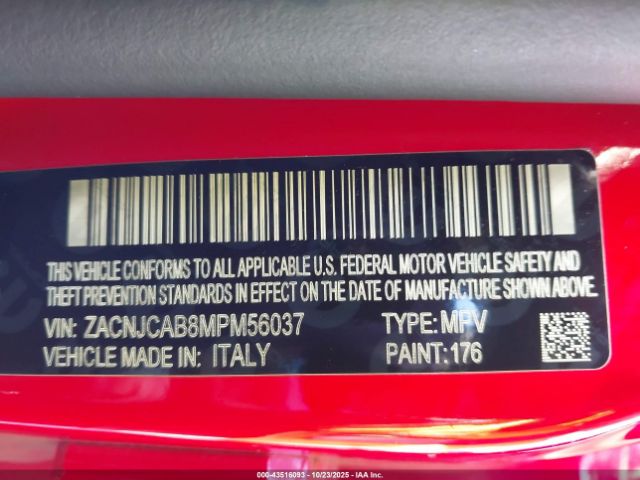 THIS VEHICLE CONFORMS TO ALL APPLICABLE U.S. FEDERAL MOTOR VEHICLE SAFETY AND
THEFT PREVENTION STANDARDS IN EFFECT ON THE DATE OF MANUFACTURE SHOWN ABOVE.
VIN: ZACNJCAB8MPM56037 TYPE: MPV
VEHICLE MADE IN: ITALY PAINT: 176
000-43516093 | 10/23/2025 | IAA Inc.